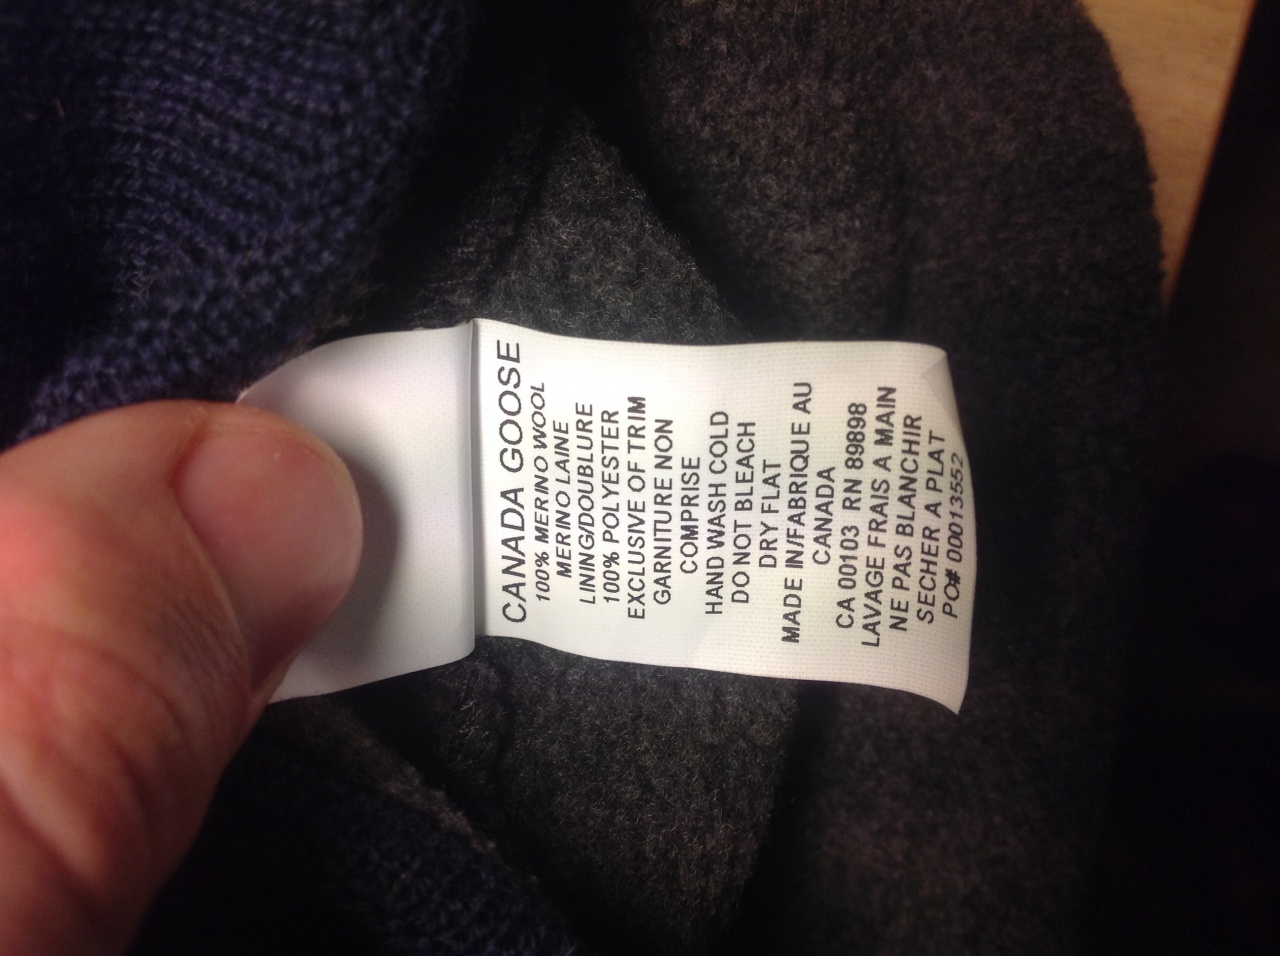 CANADA GOOSE
100% MERINO WOOL
MERINO LAINE
LINING/DOUBLURE
100% POLYESTER
EXCLUSIVE OF TRIM
GARNITURE NON
COMPRISE
HAND WASH COLD
DO NOT BLEACH
DRY FLAT
MADE IN/FABRIQUE AU
CANADA
CA 00103 RN 89898
LAVAGE FRAIS A MAIN
NE PAS BLANCHIR
SECHER A PLAT
PO# 00013552